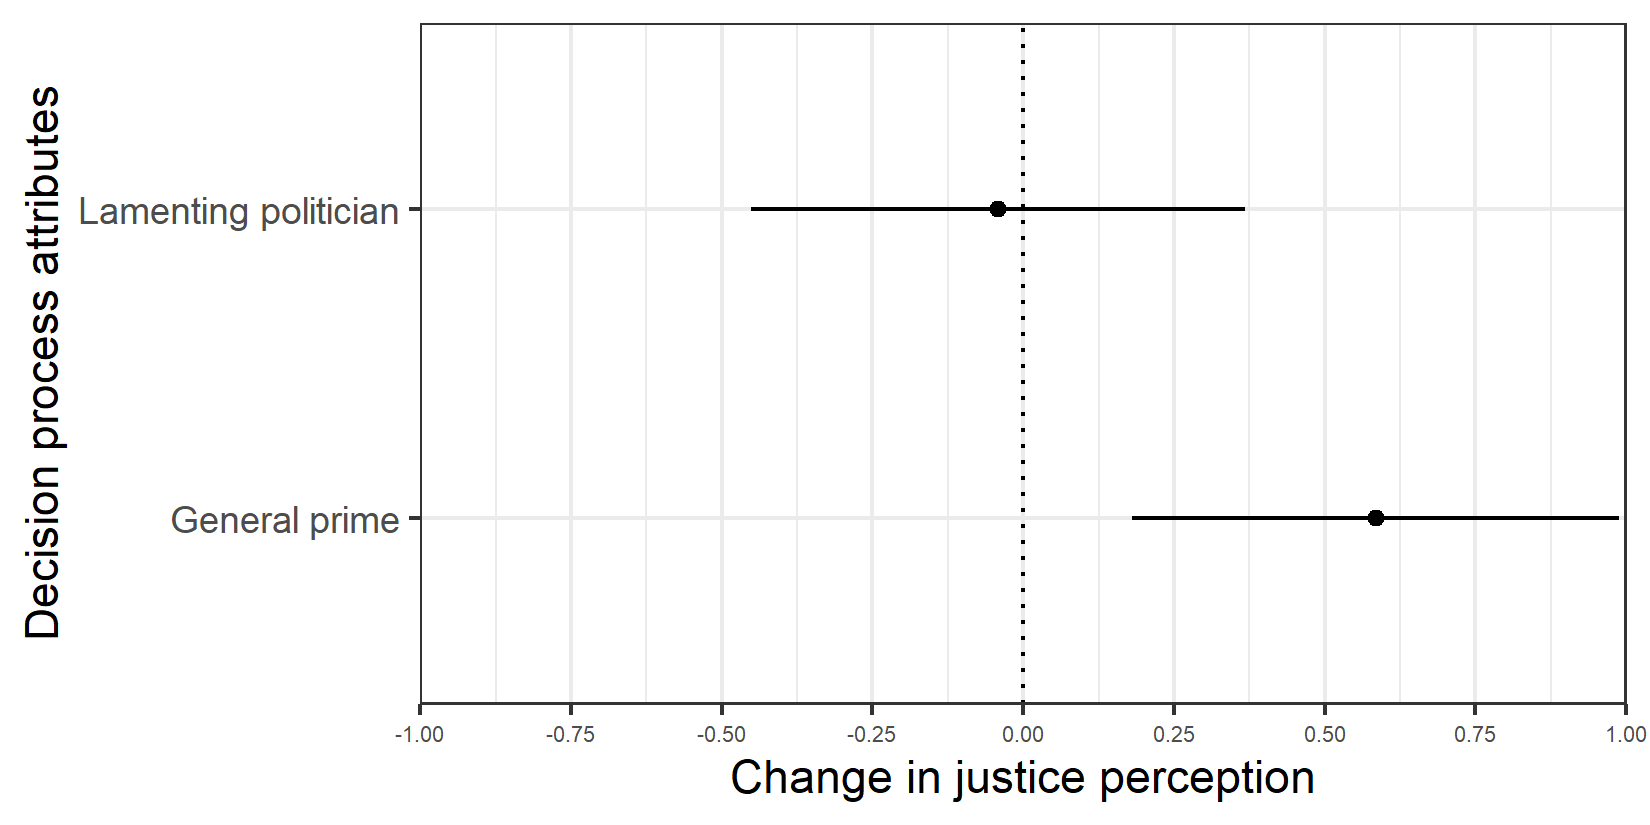 Decision process attributes
Lamenting politician
General prime
-1.00 -0.75 -0.50 -0.25 0.00 0.25 0.50 0.75 1.00
Change in justice perception